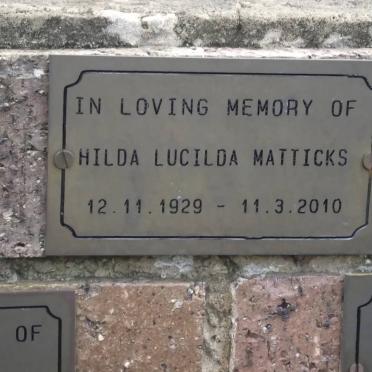 IN LOVING MEMORY OF
HILDA LUCILDA MATTICKS
12.11.1929 - 11.3.2010
OF